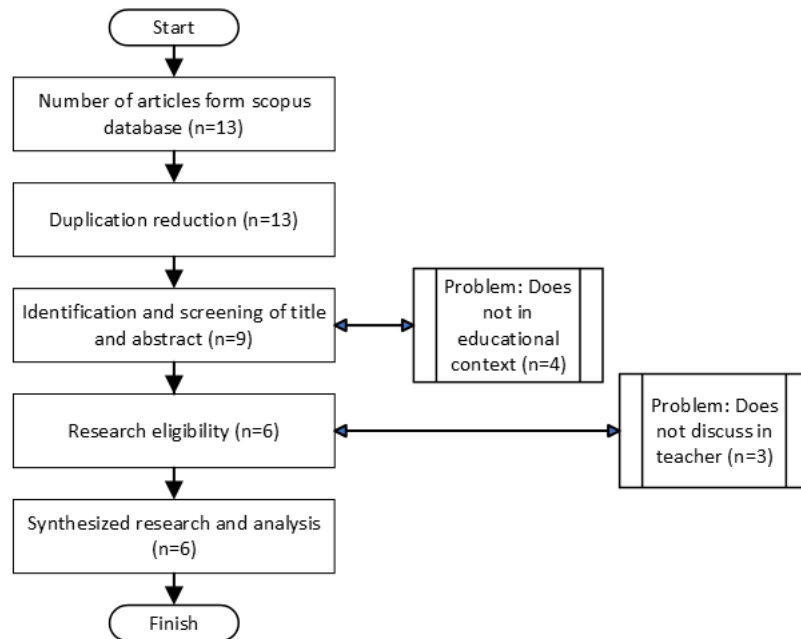 Start
Number of articles form scopus
database (n=13)
Duplication reduction (n=13)
Identification and screening of title
and abstract (n=9)
Problem: Does
not in
educational
context (n=4)
Research eligibility (n=6)
Problem: Does
not discuss in
teacher (n=3)
Synthesized research and analysis
(n=6)
Finish